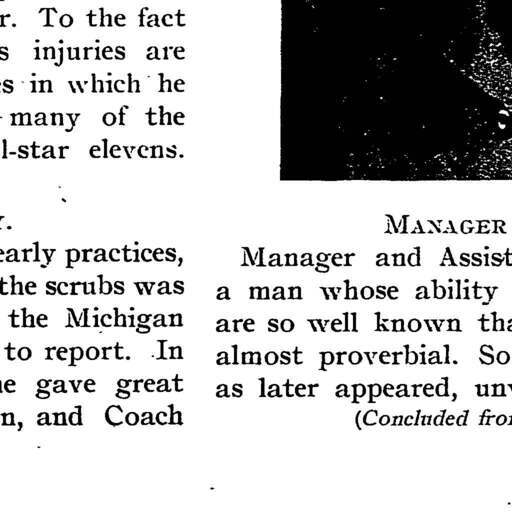 r. To the fact
s injuries are
es in which he
many of the
l-star elevens.
r.
early practices,
the scrubs was
the Michigan
to report. In
he gave great
n, and Coach
MANAGER
Manager and Assist
a man whose ability
are so well known tha
almost proverbial. So
as later appeared, unw
(Concluded from